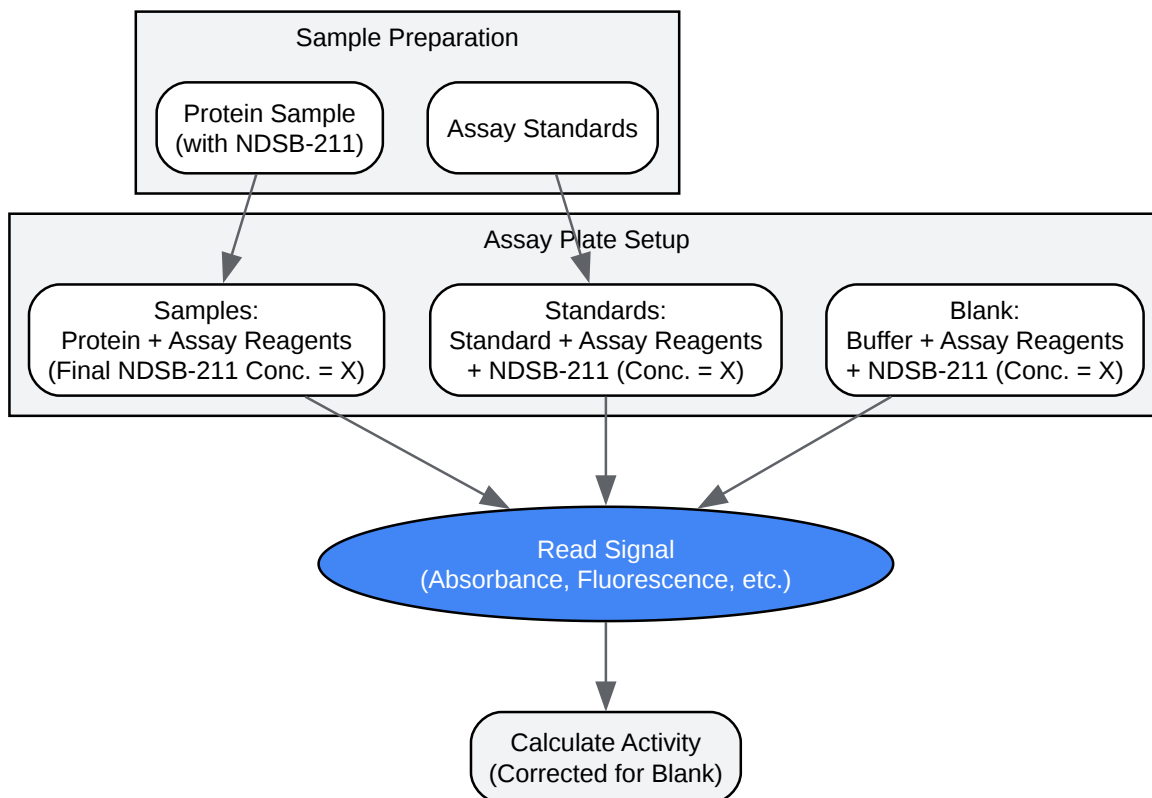 Sample Preparation
Protein Sample
(with NDSB-211)
Assay Standards
Assay Plate Setup
Samples:
Protein + Assay Reagents
(Final NDSB-211 Conc. = X)
Standards:
Standard + Assay Reagents
+ NDSB-211 (Conc. = X)
Blank:
Buffer + Assay Reagents
+ NDSB-211 (Conc. = X)
Read Signal
(Absorbance, Fluorescence, etc.)
Calculate Activity
(Corrected for Blank)